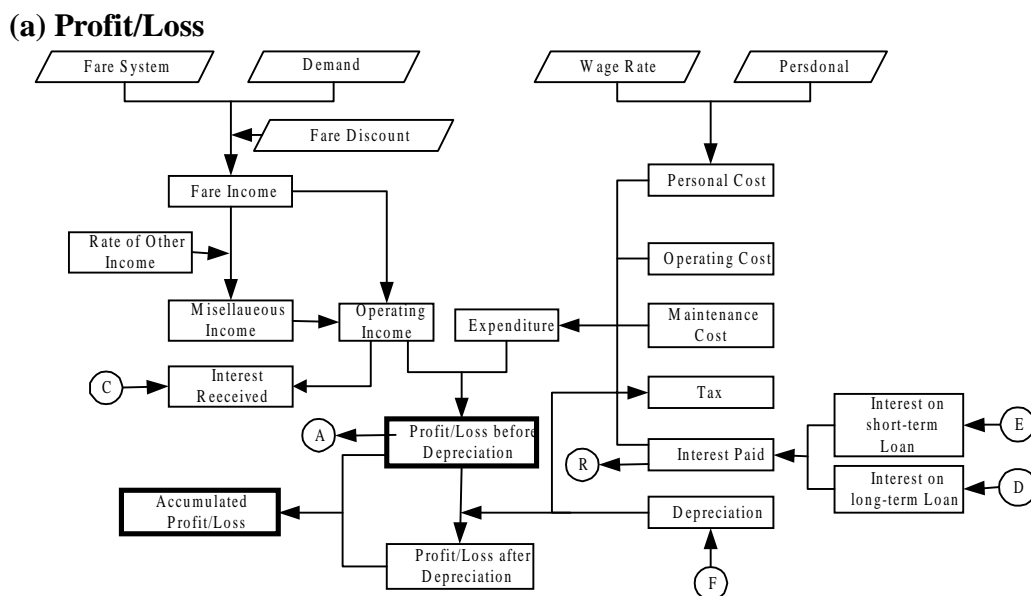 (a) Profit/Loss
Fare System
Demand
Wage Rate
Persdonal
Fare Discount
Fare Income
Personal Cost
Rate of Other
Income
Operating Cost
Misellaueous
Income
Operating
Income
Expenditure
Maintenance
Cost
C
Interest
Reeceived
Tax
Interest on
short-term
Loan
E
A
Profit/Loss before
Depreciation
R
Interest Paid
Interest on
long-term Loan
D
Accumulated
Profit/Loss
Depreciation
Profit/Loss after
Depreciation
F